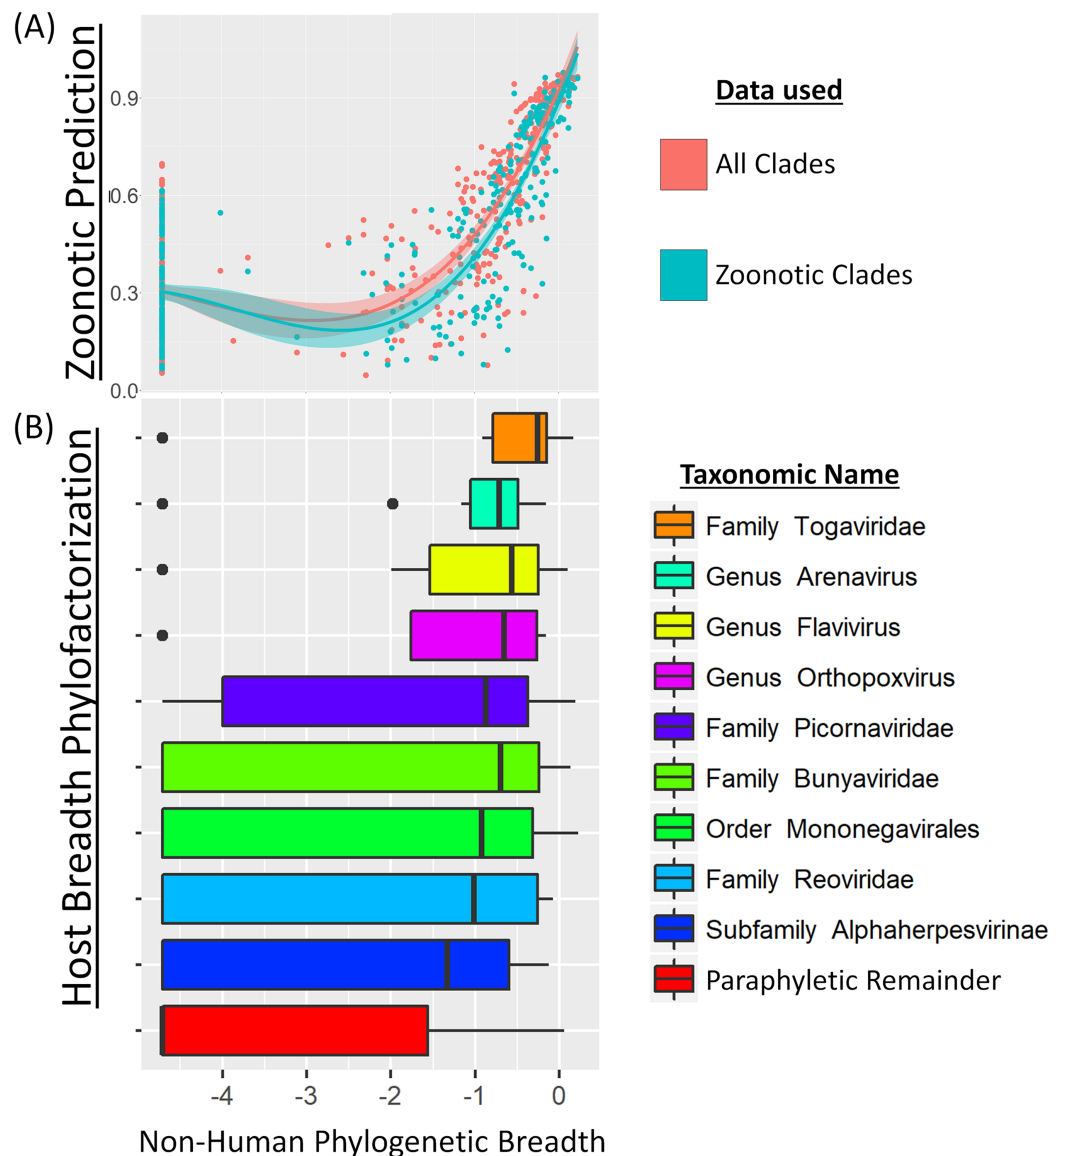 (A)
Zoonotic Prediction
0.9
0.6
0.3
0.0
Data used
All Clades
Zoonotic Clades
(B)
Host Breadth Phylofactorization
Taxonomic Name
Family Togaviridae
Genus Arenavirus
Genus Flavivirus
Genus Orthopoxvirus
Family Picornaviridae
Family Bunyaviridae
Order Mononegavirales
Family Reoviridae
Subfamily Alphaherpesvirinae
Paraphyletic Remainder
-4 -3 -2 -1 0
Non-Human Phylogenetic Breadth